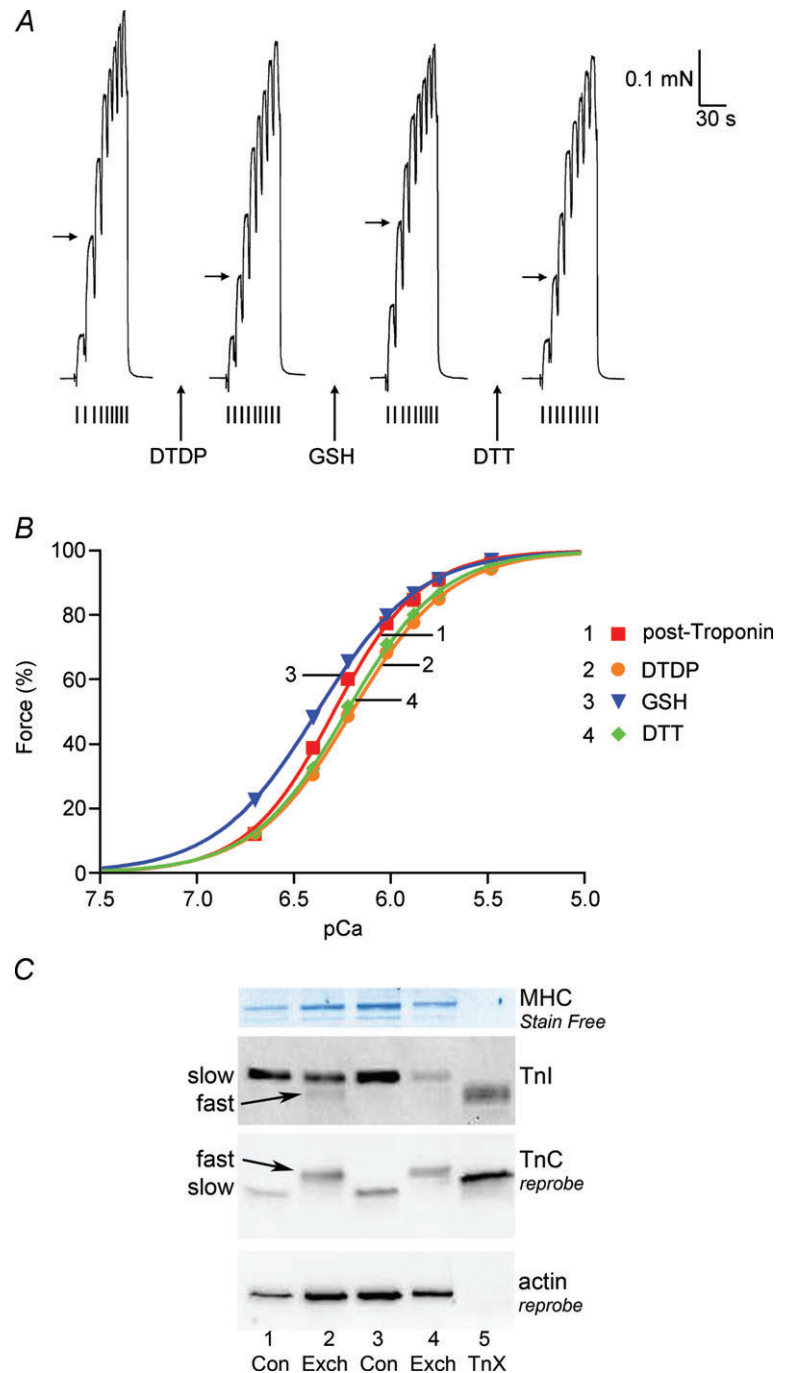 A
0.1 mN
30 s
DTDP
GSH
DTT
B
100
80
60
40
20
0
Force (%)
7.5
7.0
6.5
6.0
5.5
5.0
pCa
1
2
3
4
1 post-Troponin
2 DTDP
3 GSH
4 DTT
C
MHC
Stain Free
slow
fast
TnI
fast
slow
TnC
reprobe
actin
reprobe
1 2 3 4 5
Con Exch Con Exch TnX